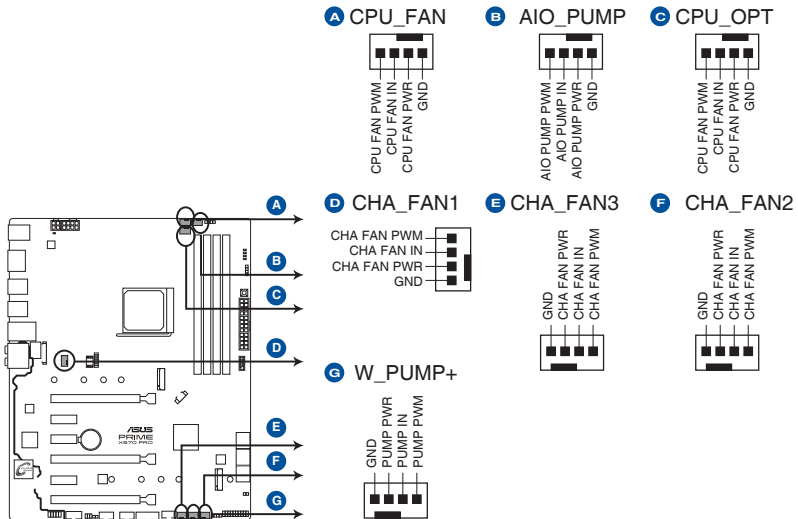 A CPU_FAN
CPU FAN PWM
CPU FAN IN
CPU FAN PWR
GND
B AIO_PUMP
AIO PUMP PWM
AIO PUMP IN
AIO PUMP PWR
GND
C CPU_OPT
CPU FAN PWM
CPU FAN IN
CPU FAN PWR
GND
A
B
C
D
E
F
G
ASUS
PRIME
X570 PRO
D CHA_FAN1
CHA FAN PWM
CHA FAN IN
CHA FAN PWR
GND
E CHA_FAN3
GND
CHA FAN PWR
CHA FAN IN
CHA FAN PWM
F CHA_FAN2
GND
CHA FAN PWR
CHA FAN IN
CHA FAN PWM
G W_PUMP+
GND
PUMP PWR
PUMP IN
PUMP PWM